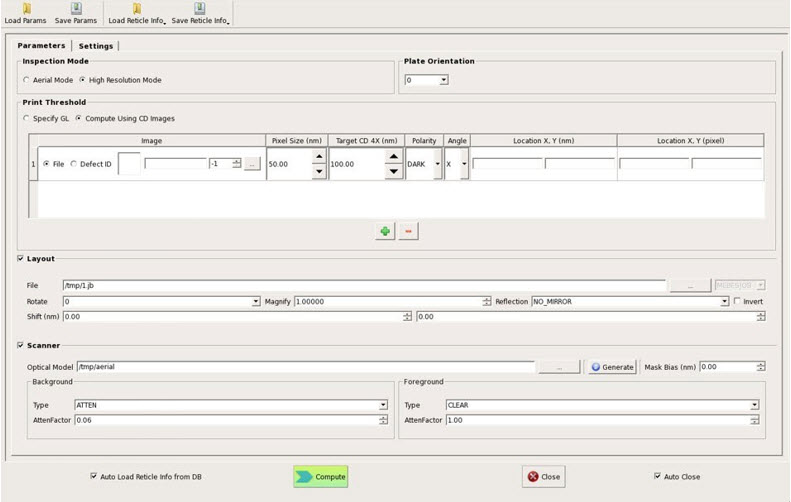 Load Params Save Params Load Reticle Info Save Reticle Info
Parameters Settings
Inspection Mode Plate Orientation
Aerial Mode High Resolution Mode 0
Print Threshold
Specify GL Compute Using CD Images
Image Pixel Size (nm) Target CD 4X (nm) Polarity Angle Location X, Y (nm) Location X, Y (pixel)
1 File Defect ID -1 ... 50.00 100.00 DARK X
Layout
File /tmp/1.jb ...
Rotate 0 Magnify 1.00000 Reflection NO_MIRROR Invert
Shift (nm) 0.00 0.00
Scanner
Optical Model /tmp/aerial ... Generate Mask Bias (nm) 0.00
Background Foreground
Type ATTEN Type CLEAR
AttenFactor 0.06 AttenFactor 1.00
Auto Load Reticle Info from DB Compute Close Auto Close